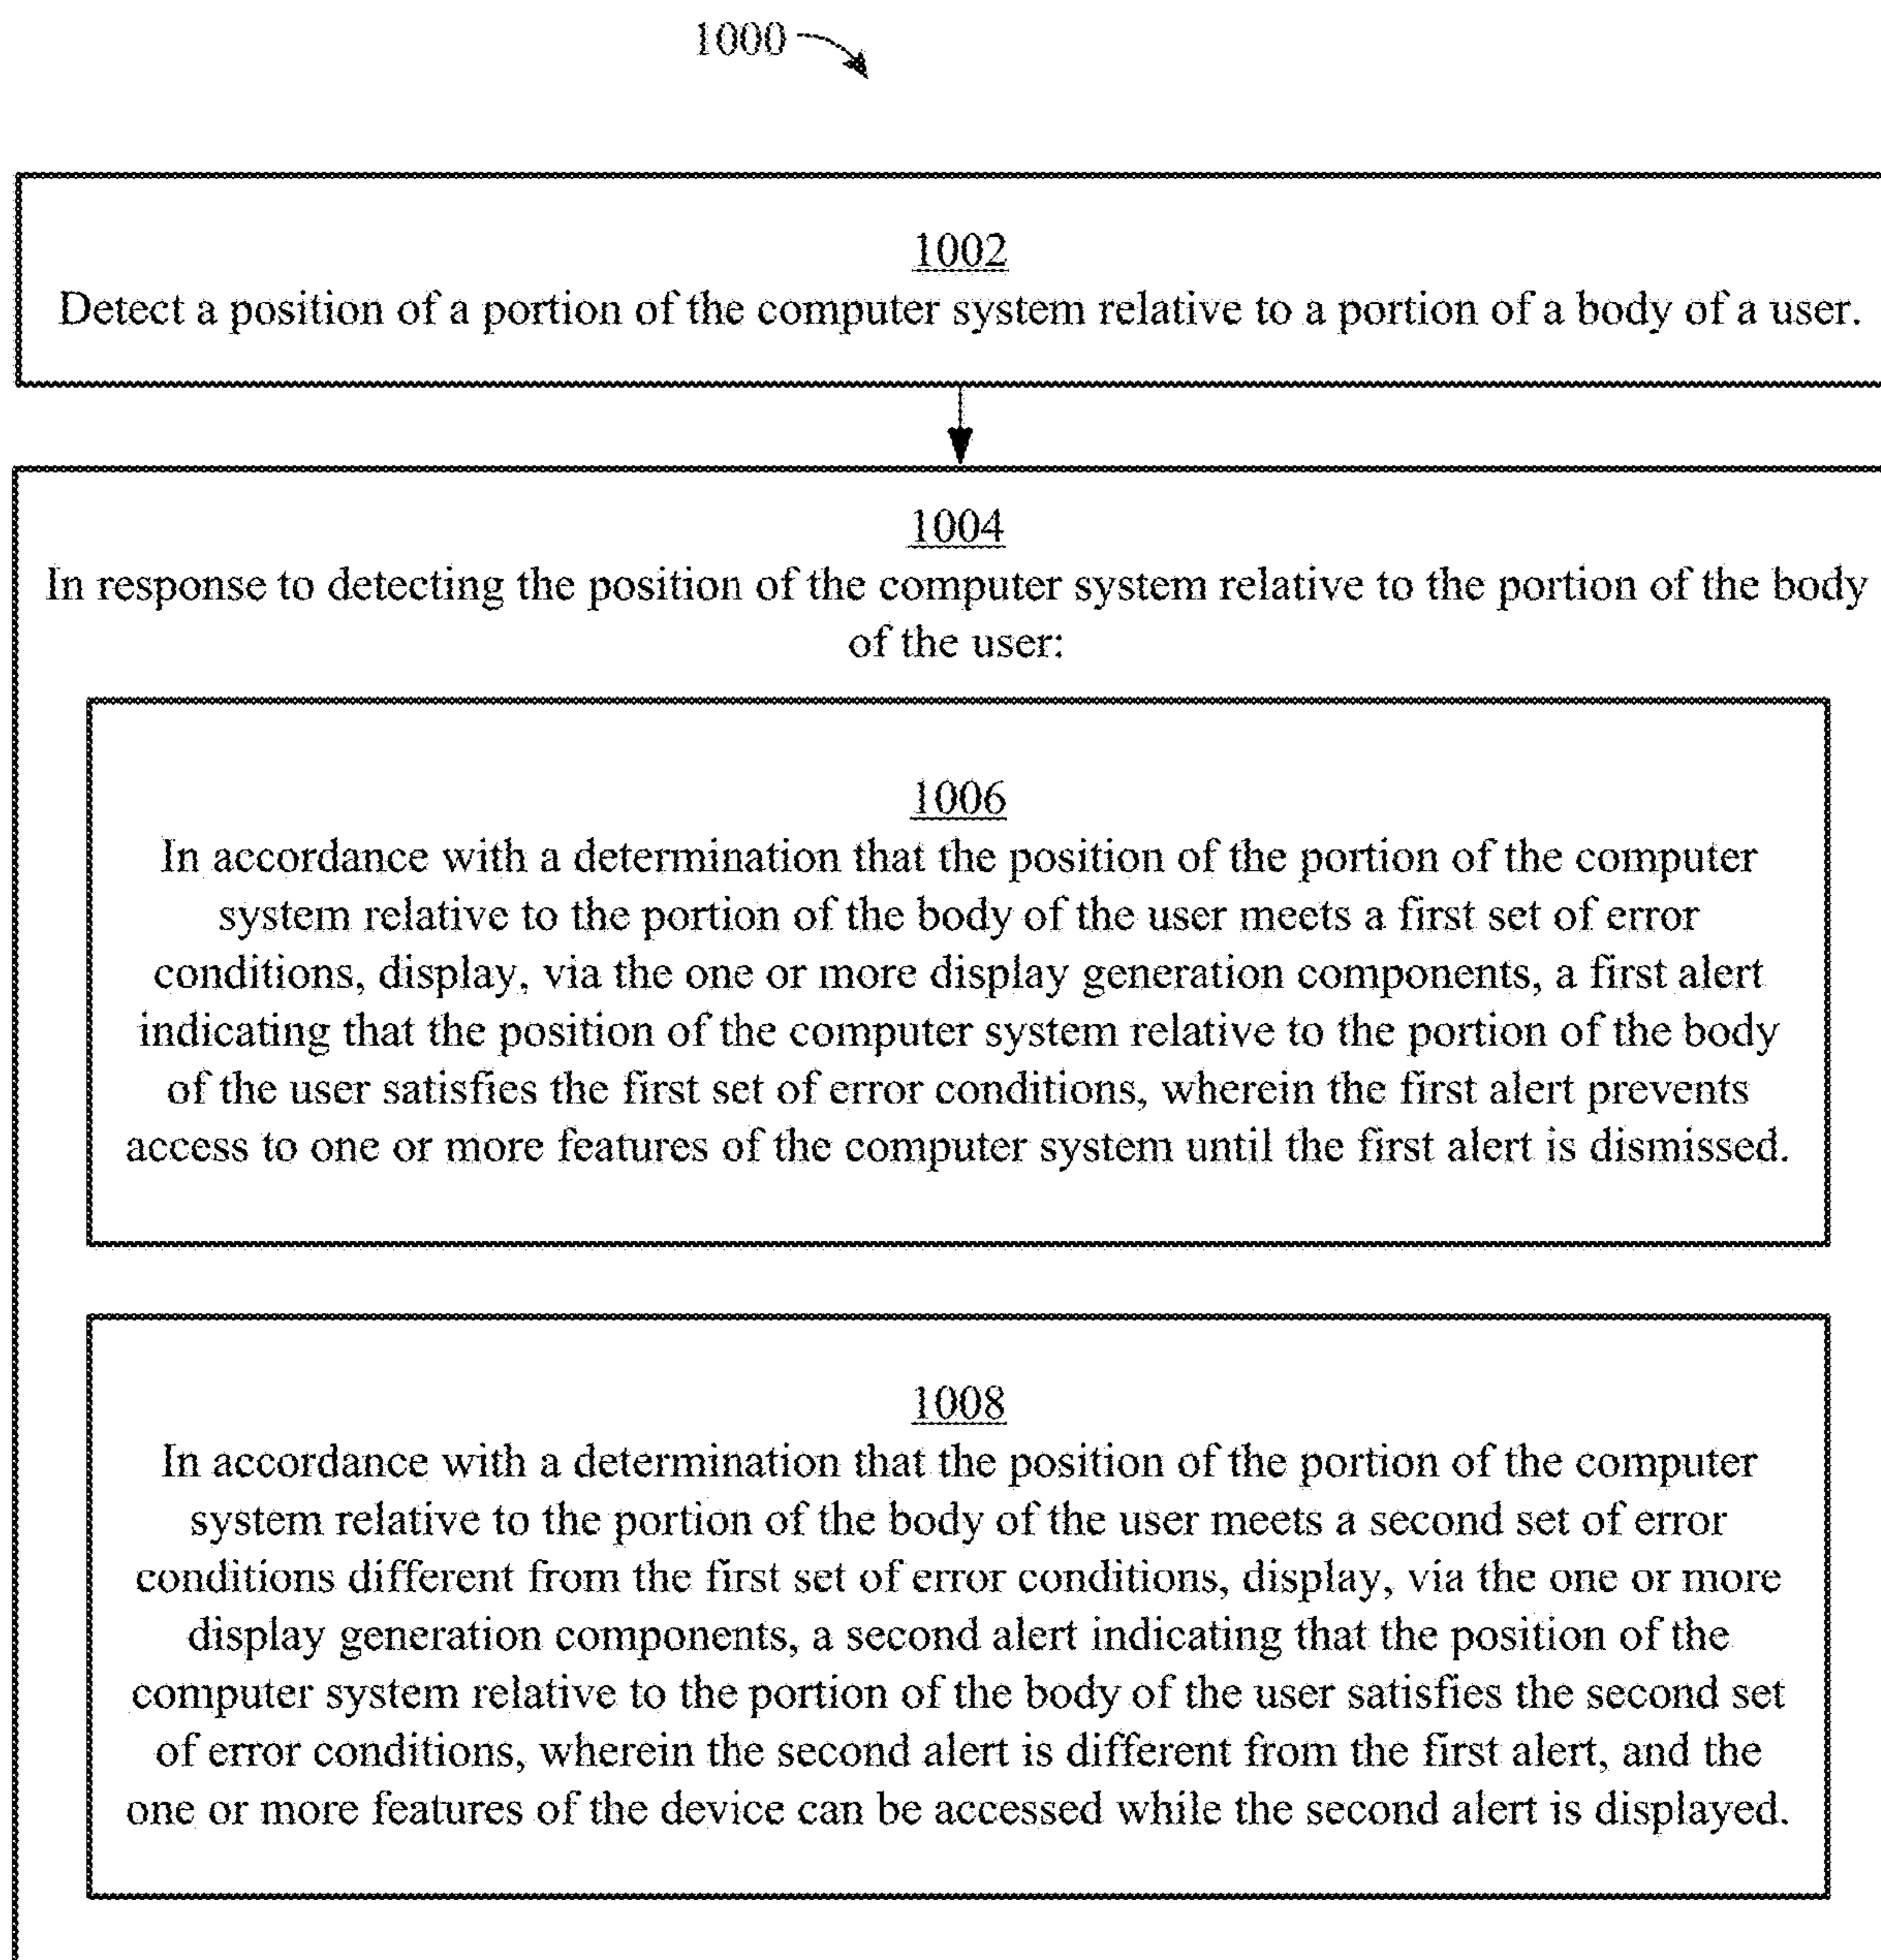 1000
1002
Detect a position of a portion of the computer system relative to a portion of a body of a user.
1004
In response to detecting the position of the computer system relative to the portion of the body
of the user:
1006
In accordance with a determination that the position of the portion of the computer
system relative to the portion of the body of the user meets a first set of error
conditions, display, via the one or more display generation components, a first alert
indicating that the position of the computer system relative to the portion of the body
of the user satisfies the first set of error conditions, wherein the first alert prevents
access to one or more features of the computer system until the first alert is dismissed.
1008
In accordance with a determination that the position of the portion of the computer
system relative to the portion of the body of the user meets a second set of error
conditions different from the first set of error conditions, display, via the one or more
display generation components, a second alert indicating that the position of the
computer system relative to the portion of the body of the user satisfies the second set
of error conditions, wherein the second alert is different from the first alert, and the
one or more features of the device can be accessed while the second alert is displayed.